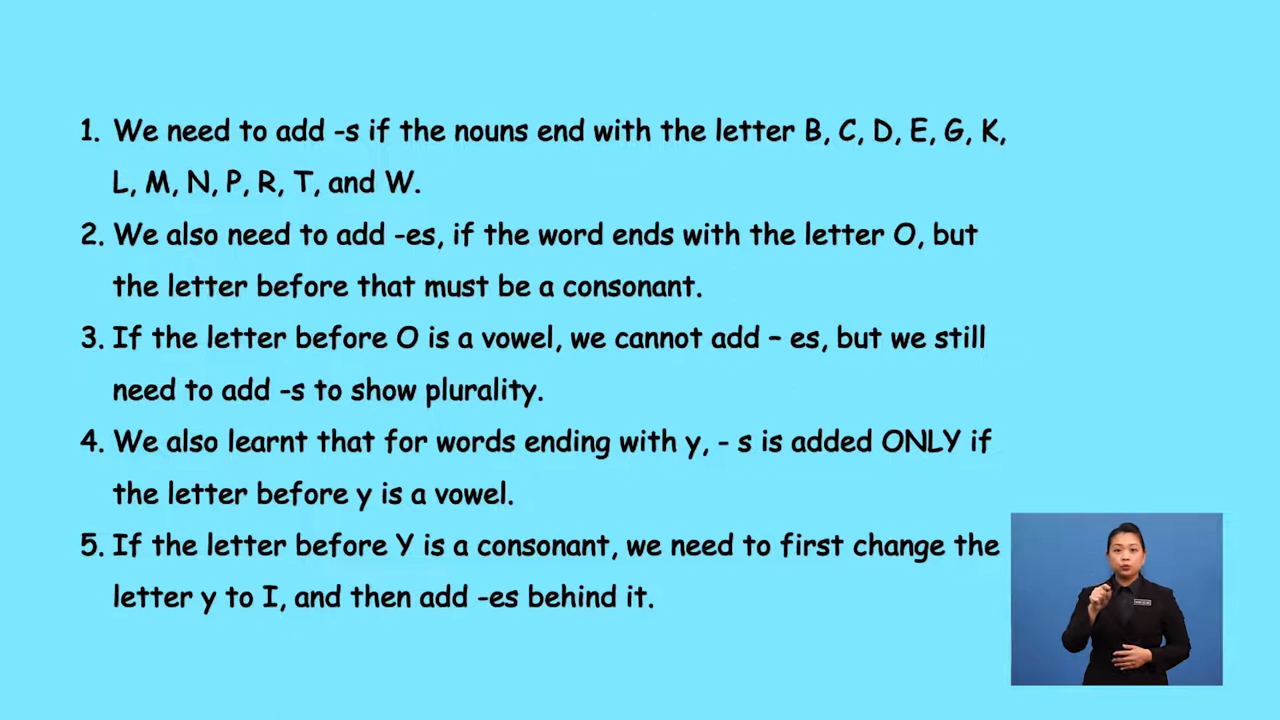 1. We need to add -s if the nouns end with the letter B, C, D, E, G, K,
L, M, N, P, R, T, and W.
2. We also need to add -es, if the word ends with the letter O, but
the letter before that must be a consonant.
3. If the letter before O is a vowel, we cannot add – es, but we still
need to add -s to show plurality.
4. We also learnt that for words ending with y, - s is added ONLY if
the letter before y is a vowel.
5. If the letter before Y is a consonant, we need to first change the
letter y to I, and then add -es behind it.